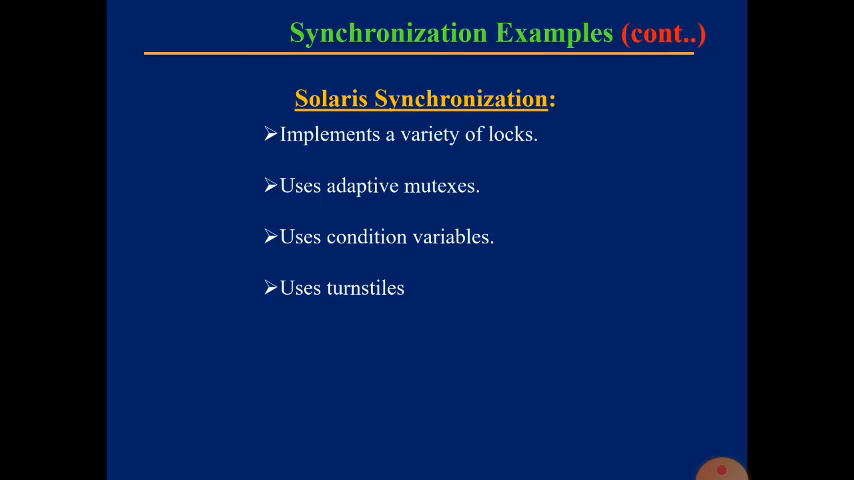 Synchronization Examples (cont..)
Solaris Synchronization:
➢Implements a variety of locks.
➢Uses adaptive mutexes.
➢Uses condition variables.
➢Uses turnstiles